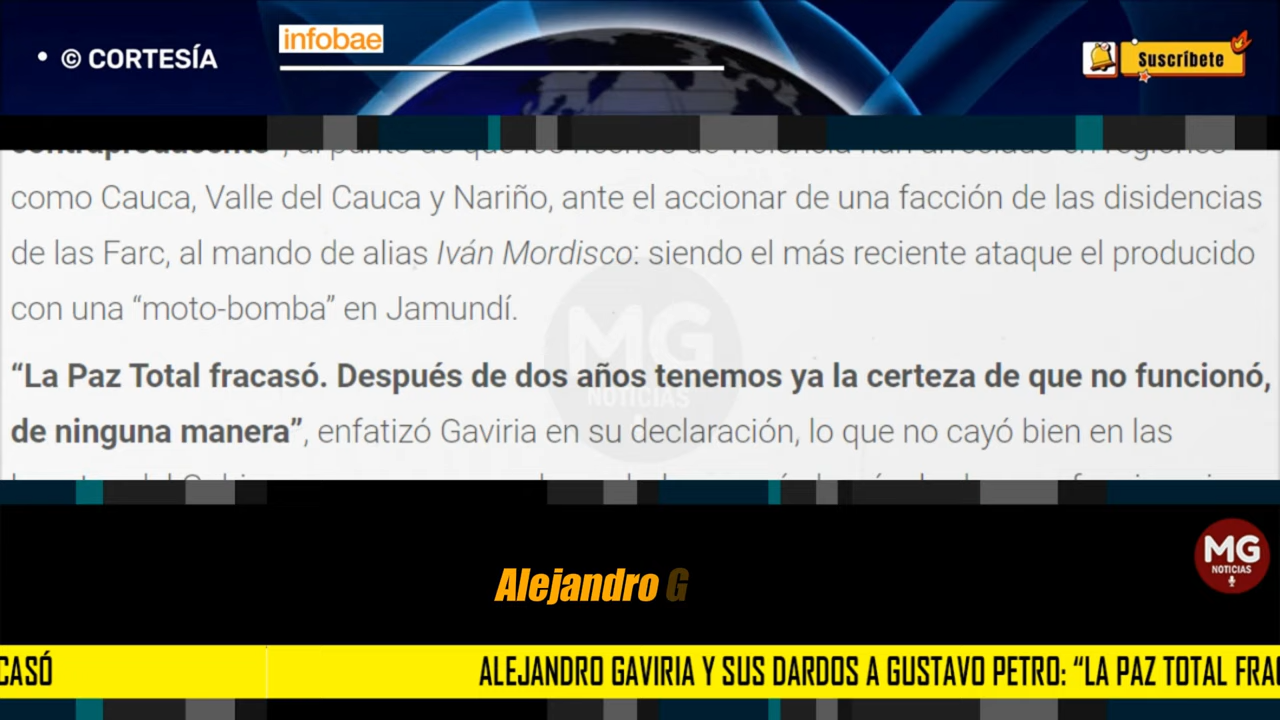 • © CORTESÍA
infobae
Suscríbete
como Cauca, Valle del Cauca y Nariño, ante el accionar de una facción de las disidencias
de las Farc, al mando de alias Iván Mordisco: siendo el más reciente ataque el producido
con una “moto-bomba” en Jamundí.
MG
NOTICIAS
“La Paz Total fracasó. Después de dos años tenemos ya la certeza de que no funcionó,
de ninguna manera”, enfatizó Gaviria en su declaración, lo que no cayó bien en las
MG
NOTICIAS
Alejandro G
CASÓ
ALEJANDRO GAVIRIA Y SUS DARDOS A GUSTAVO PETRO: “LA PAZ TOTAL FRAC